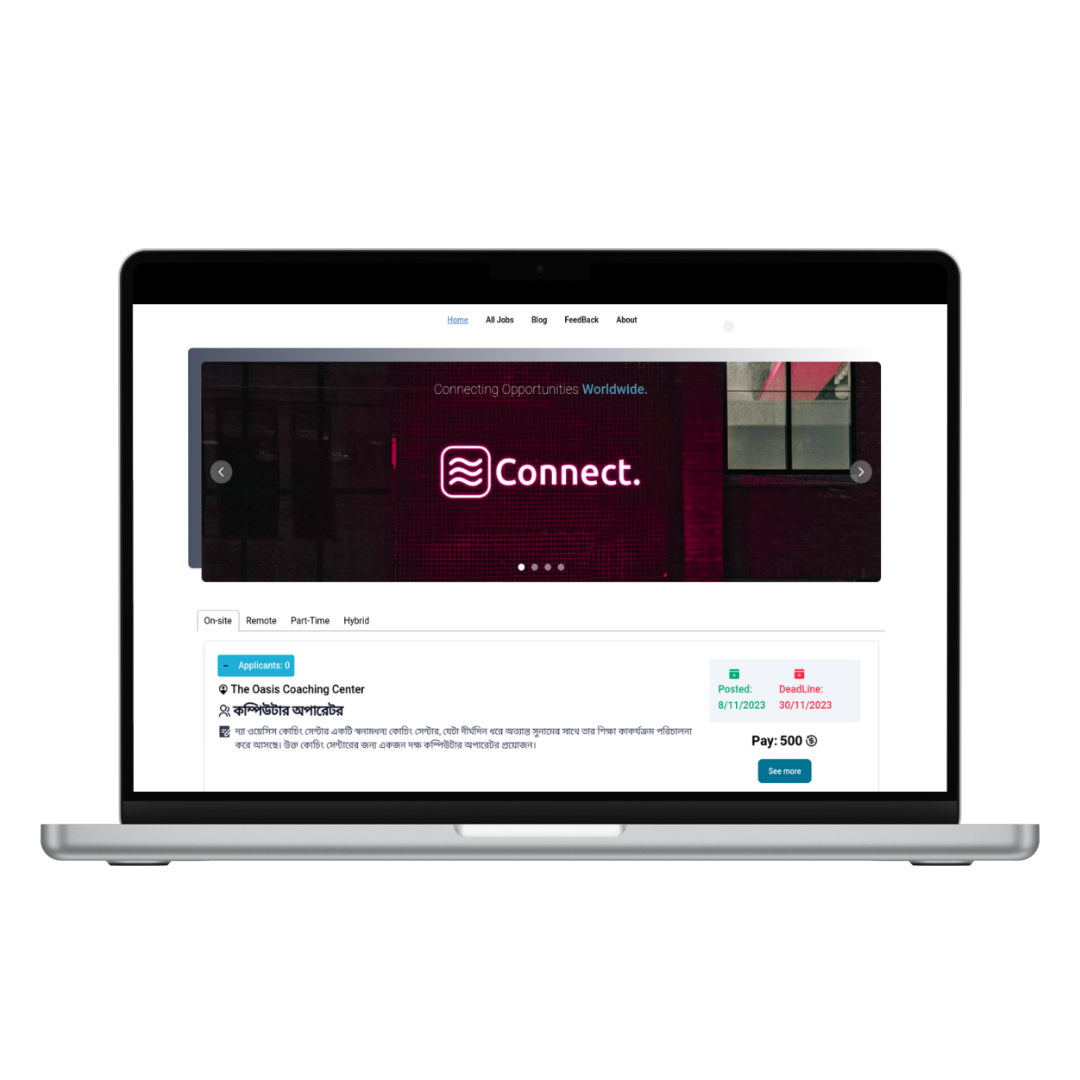 Home All Jobs Blog FeedBack About
Connecting Opportunities Worldwide.
Connect.
On-site Remote Part-Time Hybrid
Applicants: 0
The Oasis Coaching Center
কম্পিউটার অপারেটর
দ্যা ওয়েসিস কোচিং সেন্টার একটি স্বনামধন্য কোচিং সেন্টার, যেটা দীর্ঘদিন ধরে অত্যান্ত সুনামের সাথে তার শিক্ষা কাকর্যক্রম পরিচালনা
করে আসছে। উক্ত কোচিং সেন্টারের জন্য একজন দক্ষ কম্পিউটার অপারেটর প্রয়োজন।
Posted: DeadLine:
8/11/2023 30/11/2023
Pay: 500
See more